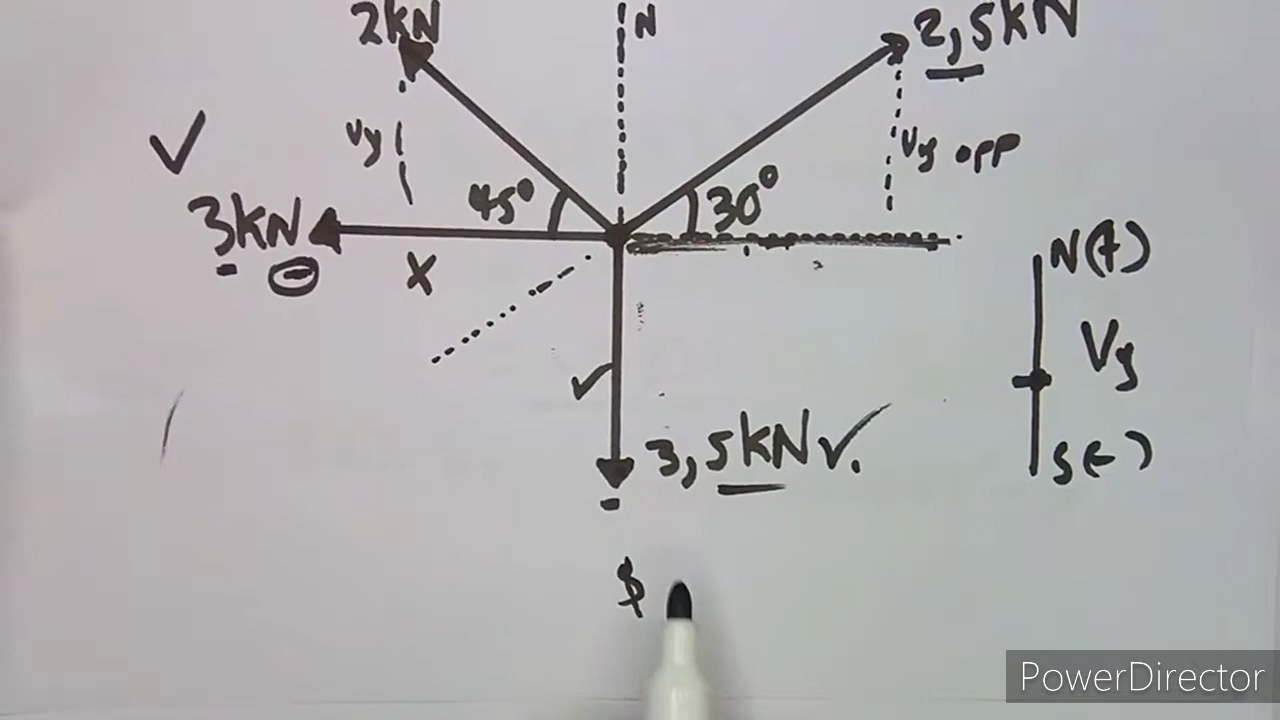 2kN
N
2,5kN
Vy
Vy opp
45°
30°
3kN
N(+)
X
Vy
3,5kN
S(-)
S
PowerDirector